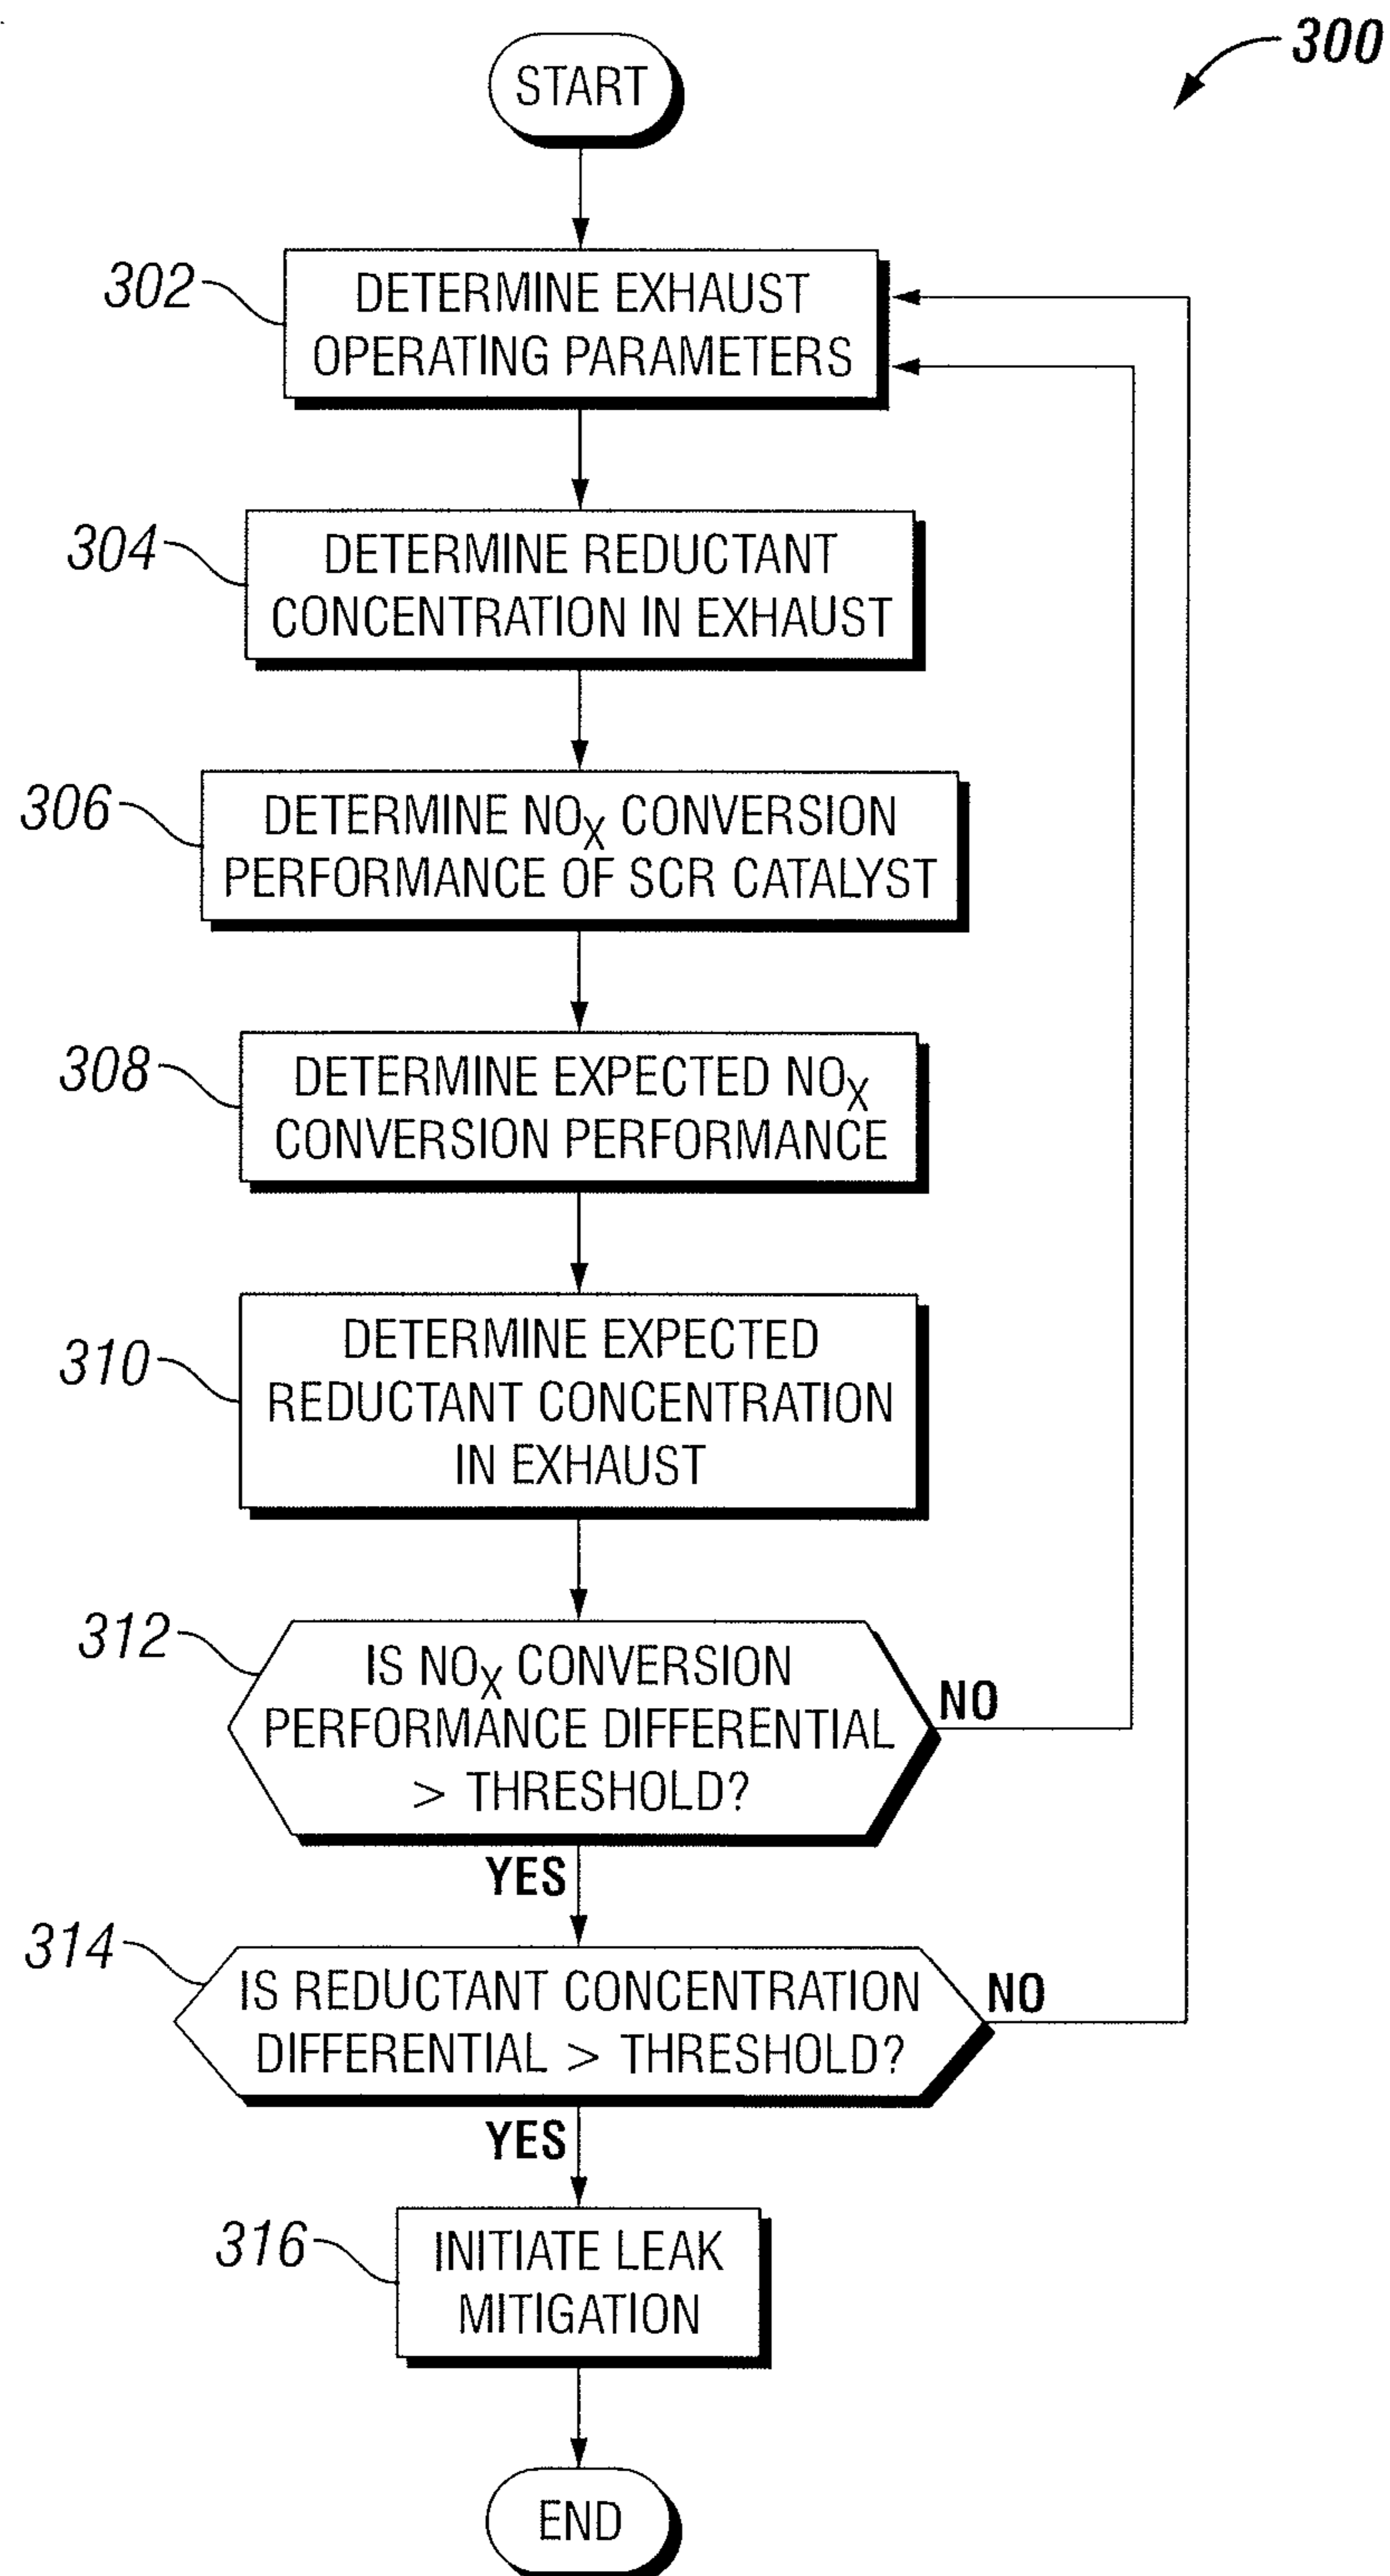 300
START
302
DETERMINE EXHAUST
OPERATING PARAMETERS
304
DETERMINE REDUCTANT
CONCENTRATION IN EXHAUST
306
DETERMINE NOX CONVERSION
PERFORMANCE OF SCR CATALYST
308
DETERMINE EXPECTED NOX
CONVERSION PERFORMANCE
310
DETERMINE EXPECTED
REDUCTANT CONCENTRATION
IN EXHAUST
312
IS NOX CONVERSION
PERFORMANCE DIFFERENTIAL
> THRESHOLD?
NO
YES
314
IS REDUCTANT CONCENTRATION
DIFFERENTIAL > THRESHOLD?
NO
YES
316
INITIATE LEAK
MITIGATION
END